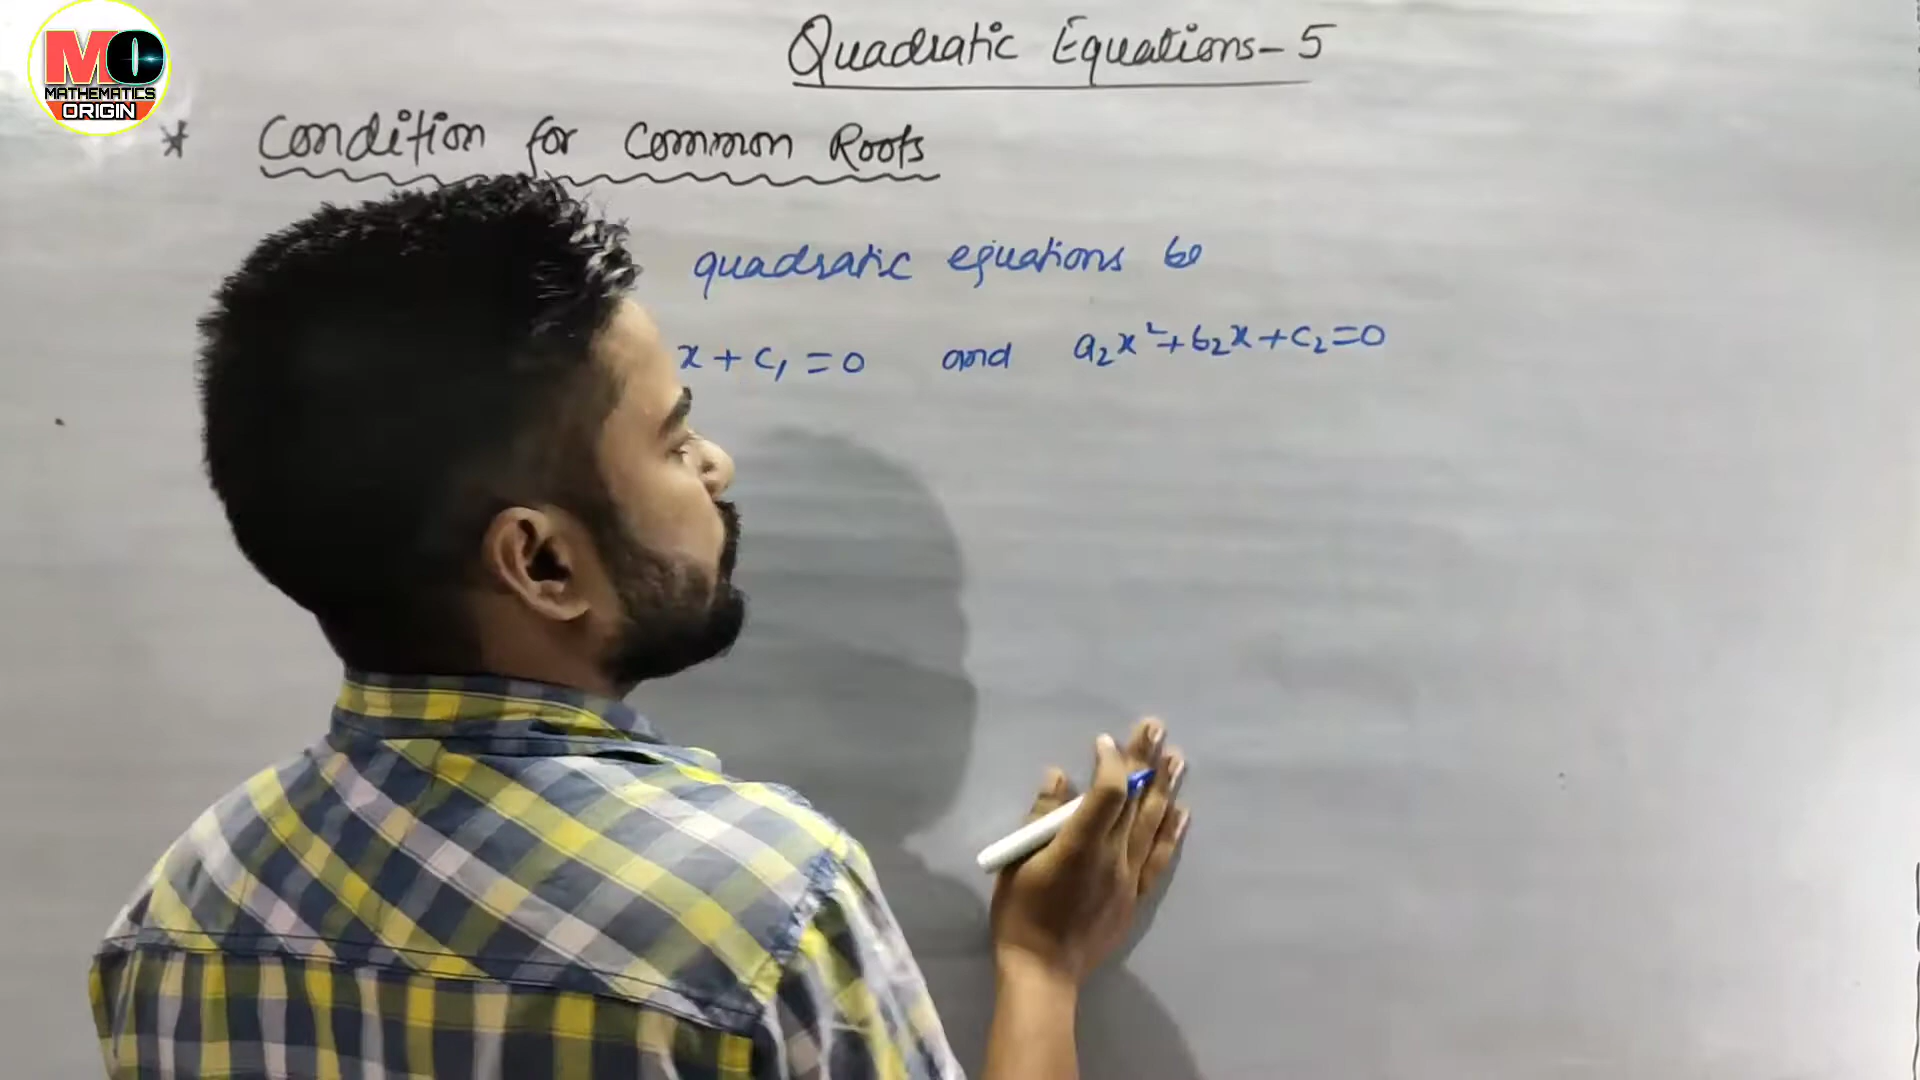 MO
MATHEMATICS
ORIGIN
Quadratic Equations-5
* Condition for Common Roots
quadratic equations be
x + c₁ = 0 and a₂x²+b₂x+c₂=0